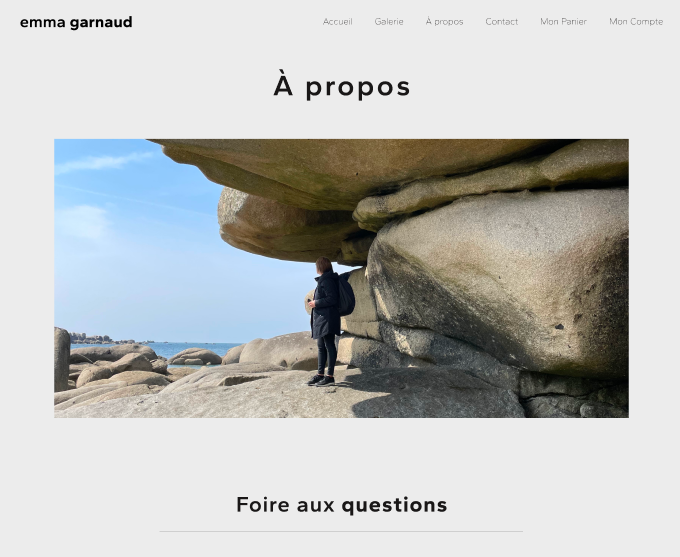 emma garnaud
Accueil Galerie À propos Contact Mon Panier Mon Compte
À propos
Foire aux questions